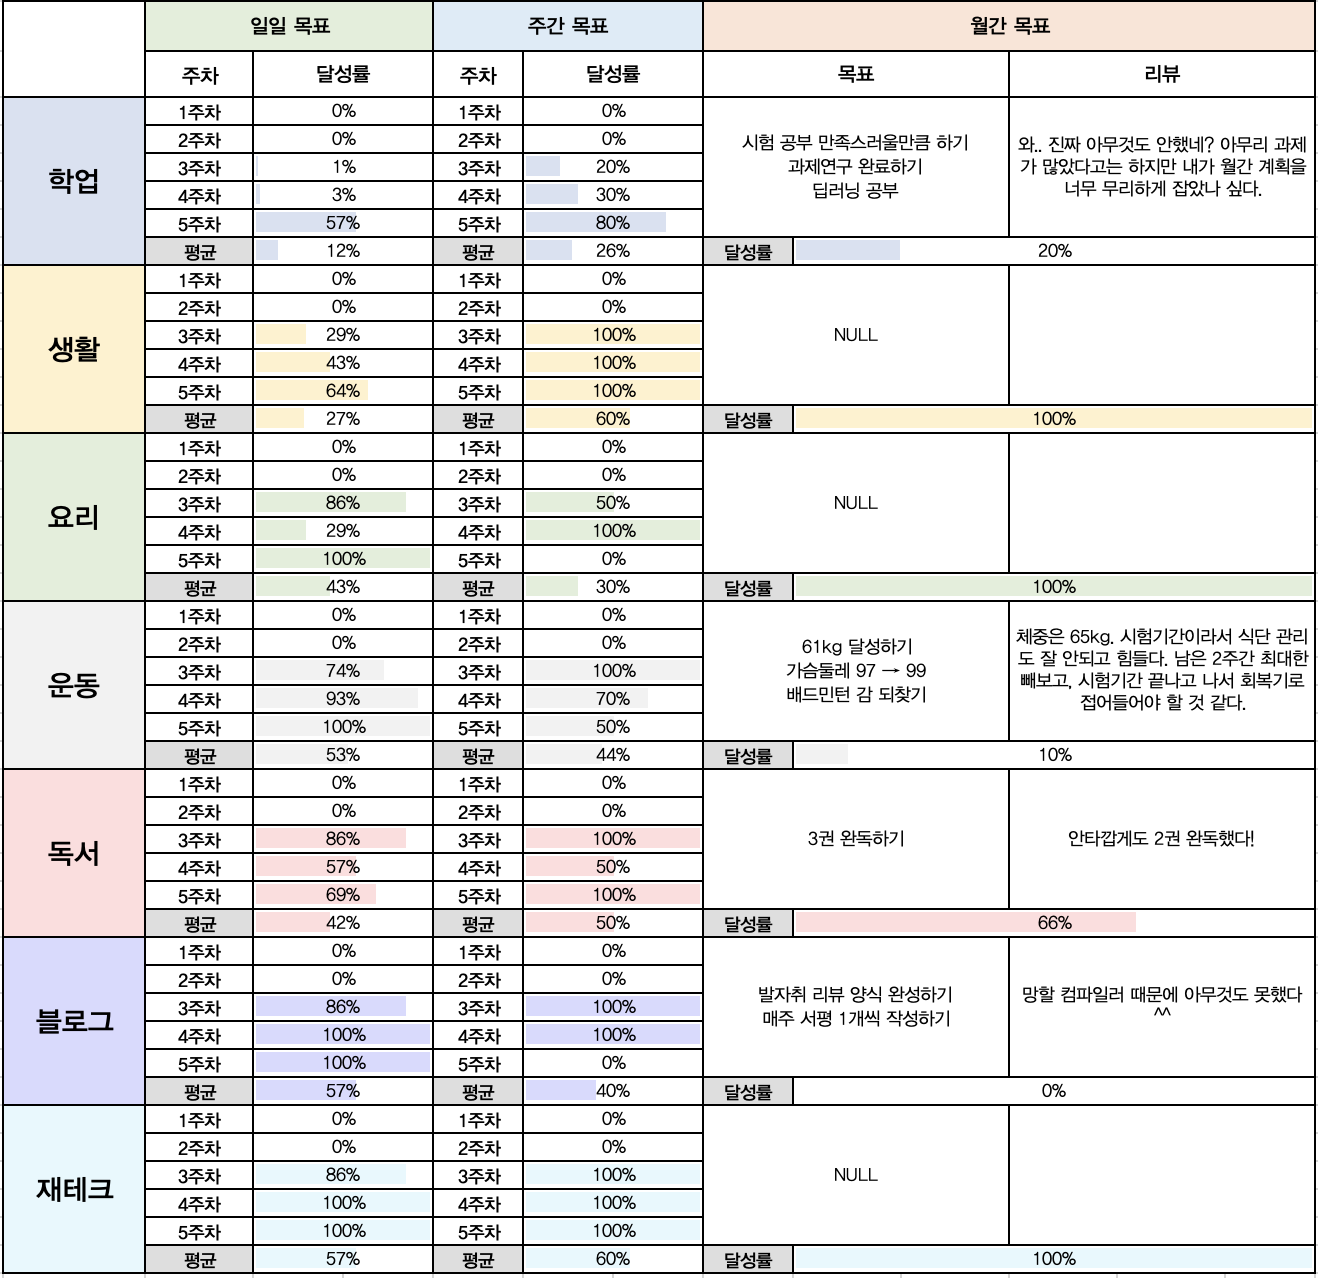 일일 목표 주간 목표 월간 목표
주차 달성률 주차 달성률 목표 리뷰
학업
1주차 0% 1주차 0%
2주차 0% 2주차 0%
3주차 1% 3주차 20%
4주차 3% 4주차 30%
5주차 57% 5주차 80%
시험 공부 만족스러울만큼 하기
과제연구 완료하기
딥러닝 공부
와.. 진짜 아무것도 안했네? 아무리 과제
가 많았다고는 하지만 내가 월간 계획을
너무 무리하게 잡았나 싶다.
평균 12% 평균 26% 달성률 20%
생활
1주차 0% 1주차 0%
2주차 0% 2주차 0%
3주차 29% 3주차 100%
4주차 43% 4주차 100%
5주차 64% 5주차 100%
NULL
평균 27% 평균 60% 달성률 100%
요리
1주차 0% 1주차 0%
2주차 0% 2주차 0%
3주차 86% 3주차 50%
4주차 29% 4주차 100%
5주차 100% 5주차 0%
NULL
평균 43% 평균 30% 달성률 100%
운동
1주차 0% 1주차 0%
2주차 0% 2주차 0%
3주차 74% 3주차 100%
4주차 93% 4주차 70%
5주차 100% 5주차 50%
61kg 달성하기
가슴둘레 97 → 99
배드민턴 감 되찾기
체중은 65kg. 시험기간이라서 식단 관리
도 잘 안되고 힘들다. 남은 2주간 최대한
빼보고, 시험기간 끝나고 나서 회복기로
접어들어야 할 것 같다.
평균 53% 평균 44% 달성률 10%
독서
1주차 0% 1주차 0%
2주차 0% 2주차 0%
3주차 86% 3주차 100%
4주차 57% 4주차 50%
5주차 69% 5주차 100%
3권 완독하기
안타깝게도 2권 완독했다!
평균 42% 평균 50% 달성률 66%
블로그
1주차 0% 1주차 0%
2주차 0% 2주차 0%
3주차 86% 3주차 100%
4주차 100% 4주차 100%
5주차 100% 5주차 0%
발자취 리뷰 양식 완성하기
매주 서평 1개씩 작성하기
망할 컴파일러 때문에 아무것도 못했다
^^
평균 57% 평균 40% 달성률 0%
재테크
1주차 0% 1주차 0%
2주차 0% 2주차 0%
3주차 86% 3주차 100%
4주차 100% 4주차 100%
5주차 100% 5주차 100%
NULL
평균 57% 평균 60% 달성률 100%